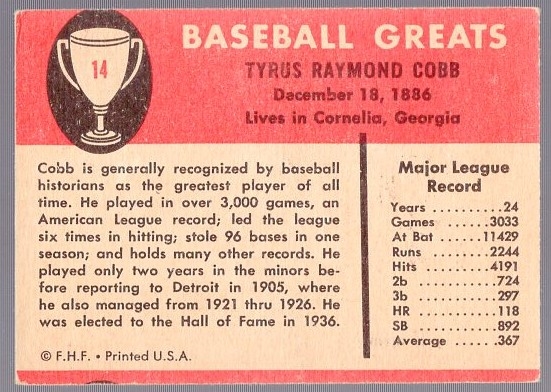 14
BASEBALL GREATS
TYRUS RAYMOND COBB
December 18, 1886
Lives in Cornelia, Georgia
Cobb is generally recognized by baseball
historians as the greatest player of all
time. He played in over 3,000 games, an
American League record; led the league
six times in hitting; stole 96 bases in one
season; and holds many other records. He
played only two years in the minors be-
fore reporting to Detroit in 1905, where
he also managed from 1921 thru 1926. He
was elected to the Hall of Fame in 1936.
© F.H.F. • Printed U.S.A.
Major League
Record
Years ..........24
Games .......3033
At Bat .....11429
Runs ........2244
Hits .........4191
2b ...........724
3b ...........297
HR ...........118
SB ...........892
Average .....367